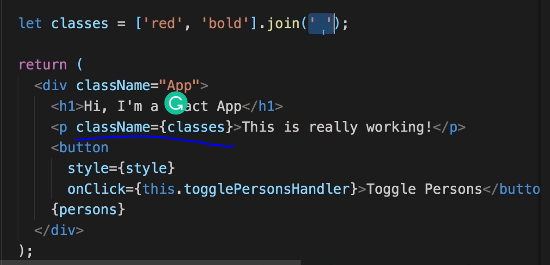 let classes = ['red', 'bold'].join(' ');
return (
<div className="App">
<h1>Hi, I'm a act App</h1>
<p className={classes}>This is really working!</p>
<button
style={style}
onClick={this.togglePersonsHandler}>Toggle Persons</butto
{persons}
</div>
);